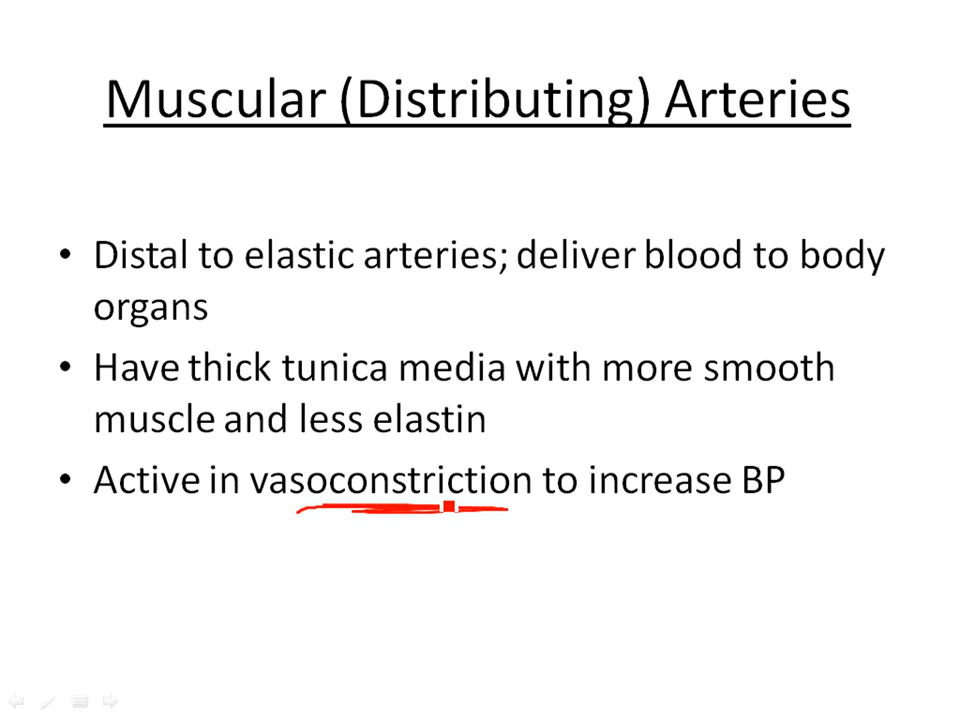 Muscular (Distributing) Arteries
• Distal to elastic arteries; deliver blood to body
organs
• Have thick tunica media with more smooth
muscle and less elastin
• Active in vasoconstriction to increase BP